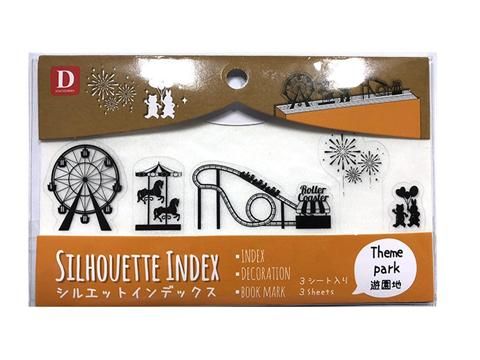 D
Roller
Coaster
SILHOUETTE INDEX
シルエットインデックス
▪INDEX
▪DECORATION
▪BOOK MARK
3シート入り
3 Sheets
Theme
park
遊園地